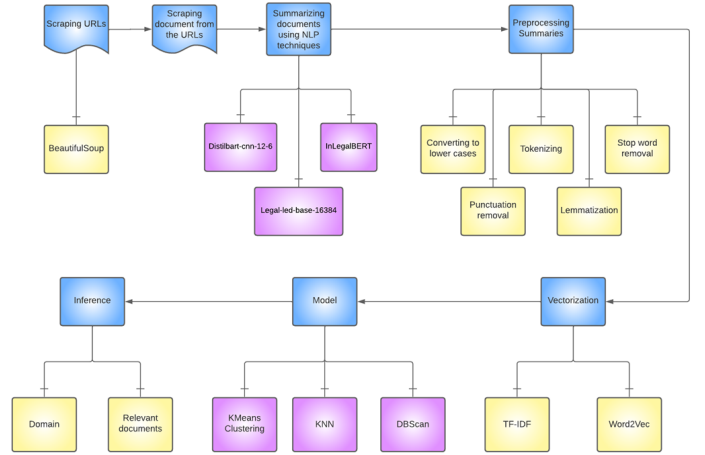 Scraping URLs
Scraping
document from
the URLs
Summarizing
documents
using NLP
techniques
Preprocessing
Summaries
BeautifulSoup
Distilbart-cnn-12-6
InLegalBERT
Legal-led-base-16384
Converting to
lower cases
Tokenizing
Stop word
removal
Punctuation
removal
Lemmatization
Inference
Model
Vectorization
Domain
Relevant
documents
KMeans
Clustering
KNN
DBScan
TF-IDF
Word2Vec